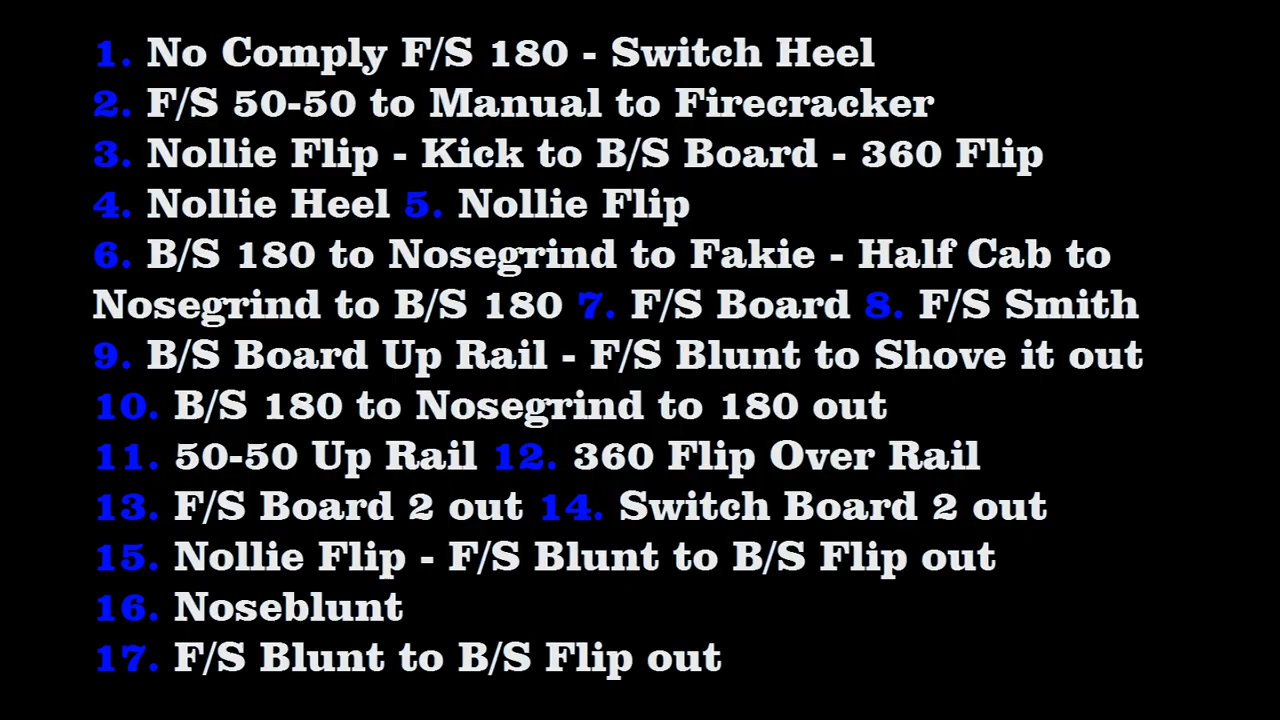 1. No Comply F/S 180 - Switch Heel
2. F/S 50-50 to Manual to Firecracker
3. Nollie Flip - Kick to B/S Board - 360 Flip
4. Nollie Heel 5. Nollie Flip
6. B/S 180 to Nosegrind to Fakie - Half Cab to
Nosegrind to B/S 180 7. F/S Board 8. F/S Smith
9. B/S Board Up Rail - F/S Blunt to Shove it out
10. B/S 180 to Nosegrind to 180 out
11. 50-50 Up Rail 12. 360 Flip Over Rail
13. F/S Board 2 out 14. Switch Board 2 out
15. Nollie Flip - F/S Blunt to B/S Flip out
16. Noseblunt
17. F/S Blunt to B/S Flip out